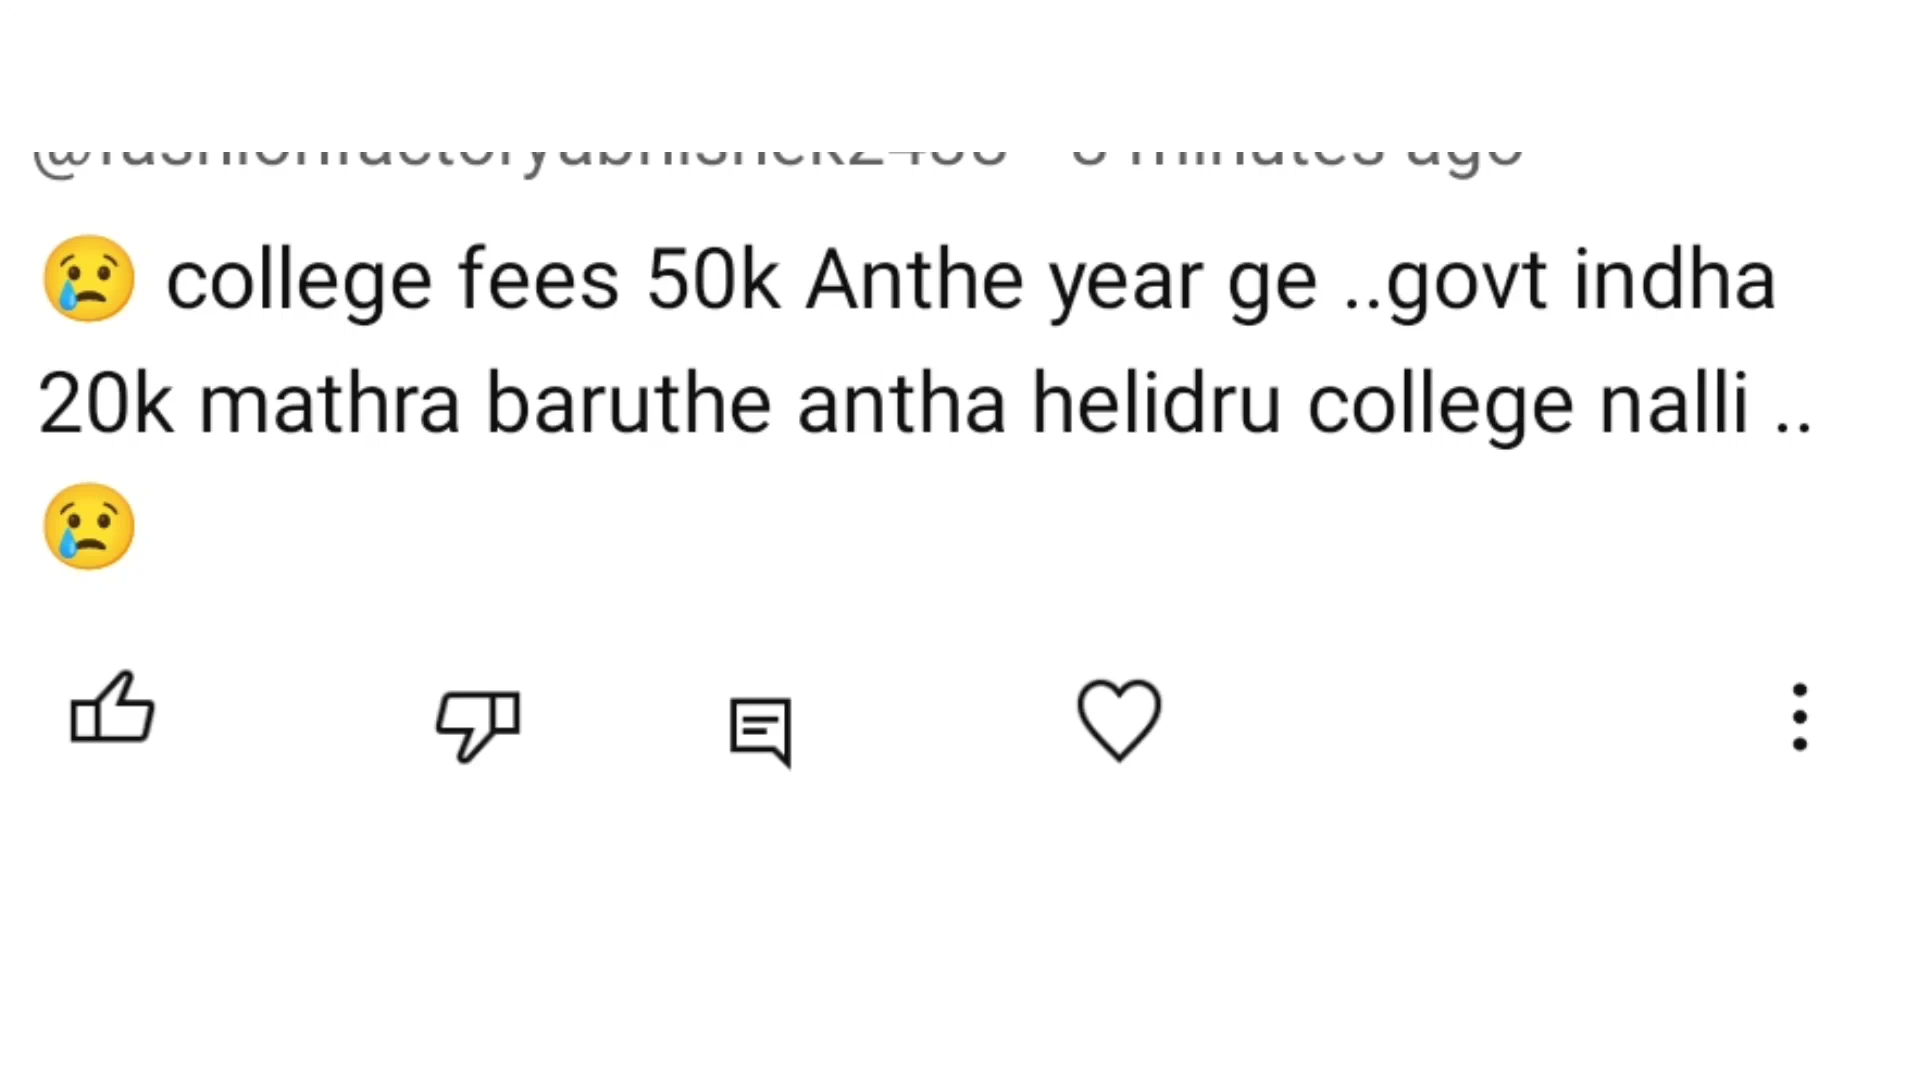 😢 college fees 50k Anthe year ge ..govt indha
20k mathra baruthe antha helidru college nalli ..
😢